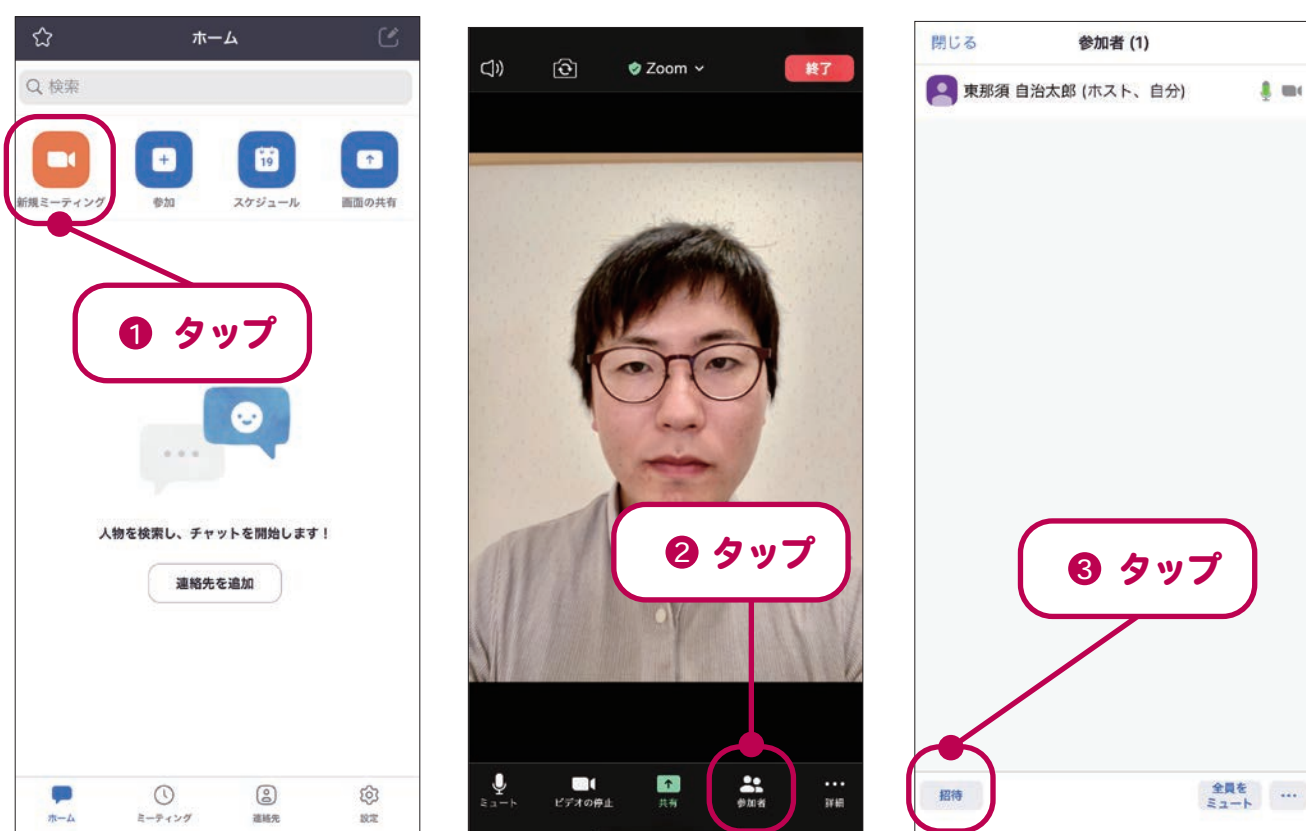 ホーム
検索
19
新規ミーティング
参加
スケジュール
画面の共有
❶ タップ
人物を検索し、チャットを開始します！
連絡先を追加
ホーム
ミーティング
連絡先
設定
Zoom
終了
❷ タップ
ミュート
ビデオの停止
共有
参加者
詳細
閉じる
参加者 (1)
東那須 自治太郎 (ホスト、自分)
❸ タップ
招待
全員を
ミュート